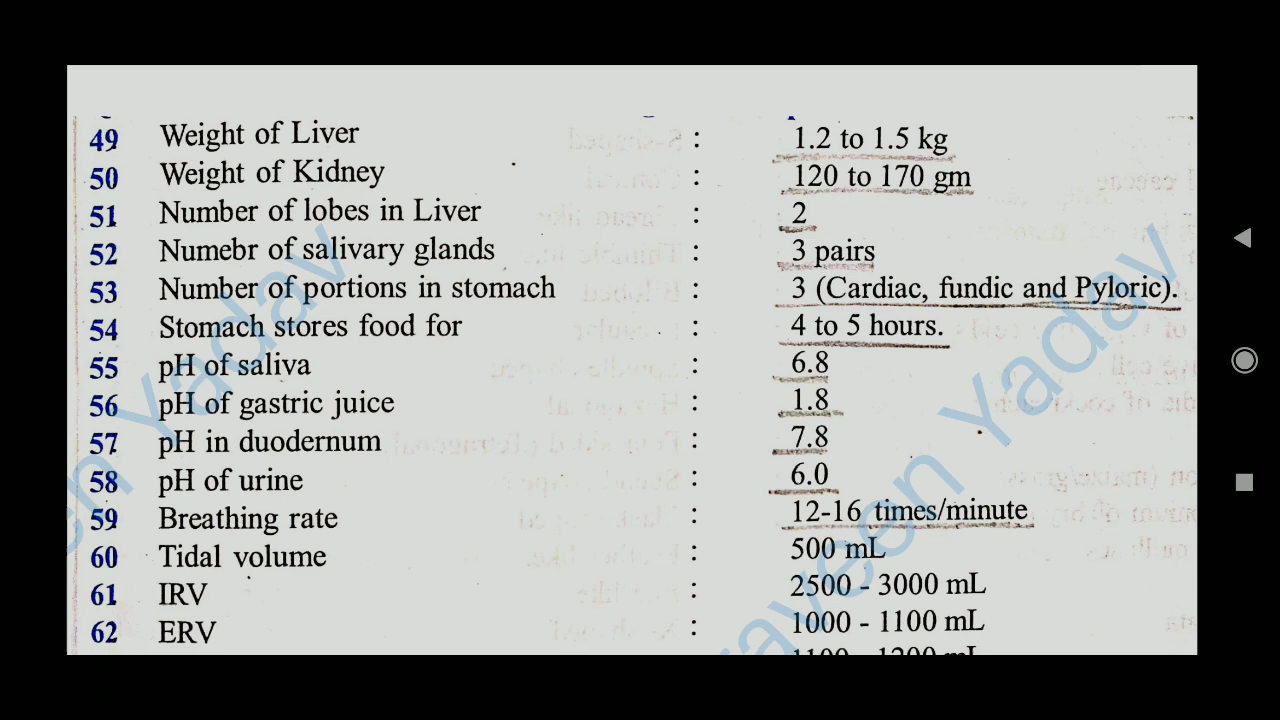 49 Weight of Liver : 1.2 to 1.5 kg
50 Weight of Kidney : 120 to 170 gm
51 Number of lobes in Liver : 2
52 Numebr of salivary glands : 3 pairs
53 Number of portions in stomach : 3 (Cardiac, fundic and Pyloric).
54 Stomach stores food for : 4 to 5 hours.
55 pH of saliva : 6.8
56 pH of gastric juice : 1.8
57 pH in duodernum : 7.8
58 pH of urine : 6.0
59 Breathing rate : 12-16 times/minute
60 Tidal volume : 500 mL
61 IRV : 2500 - 3000 mL
62 ERV : 1000 - 1100 mL
een Yadav
raveen Yadav